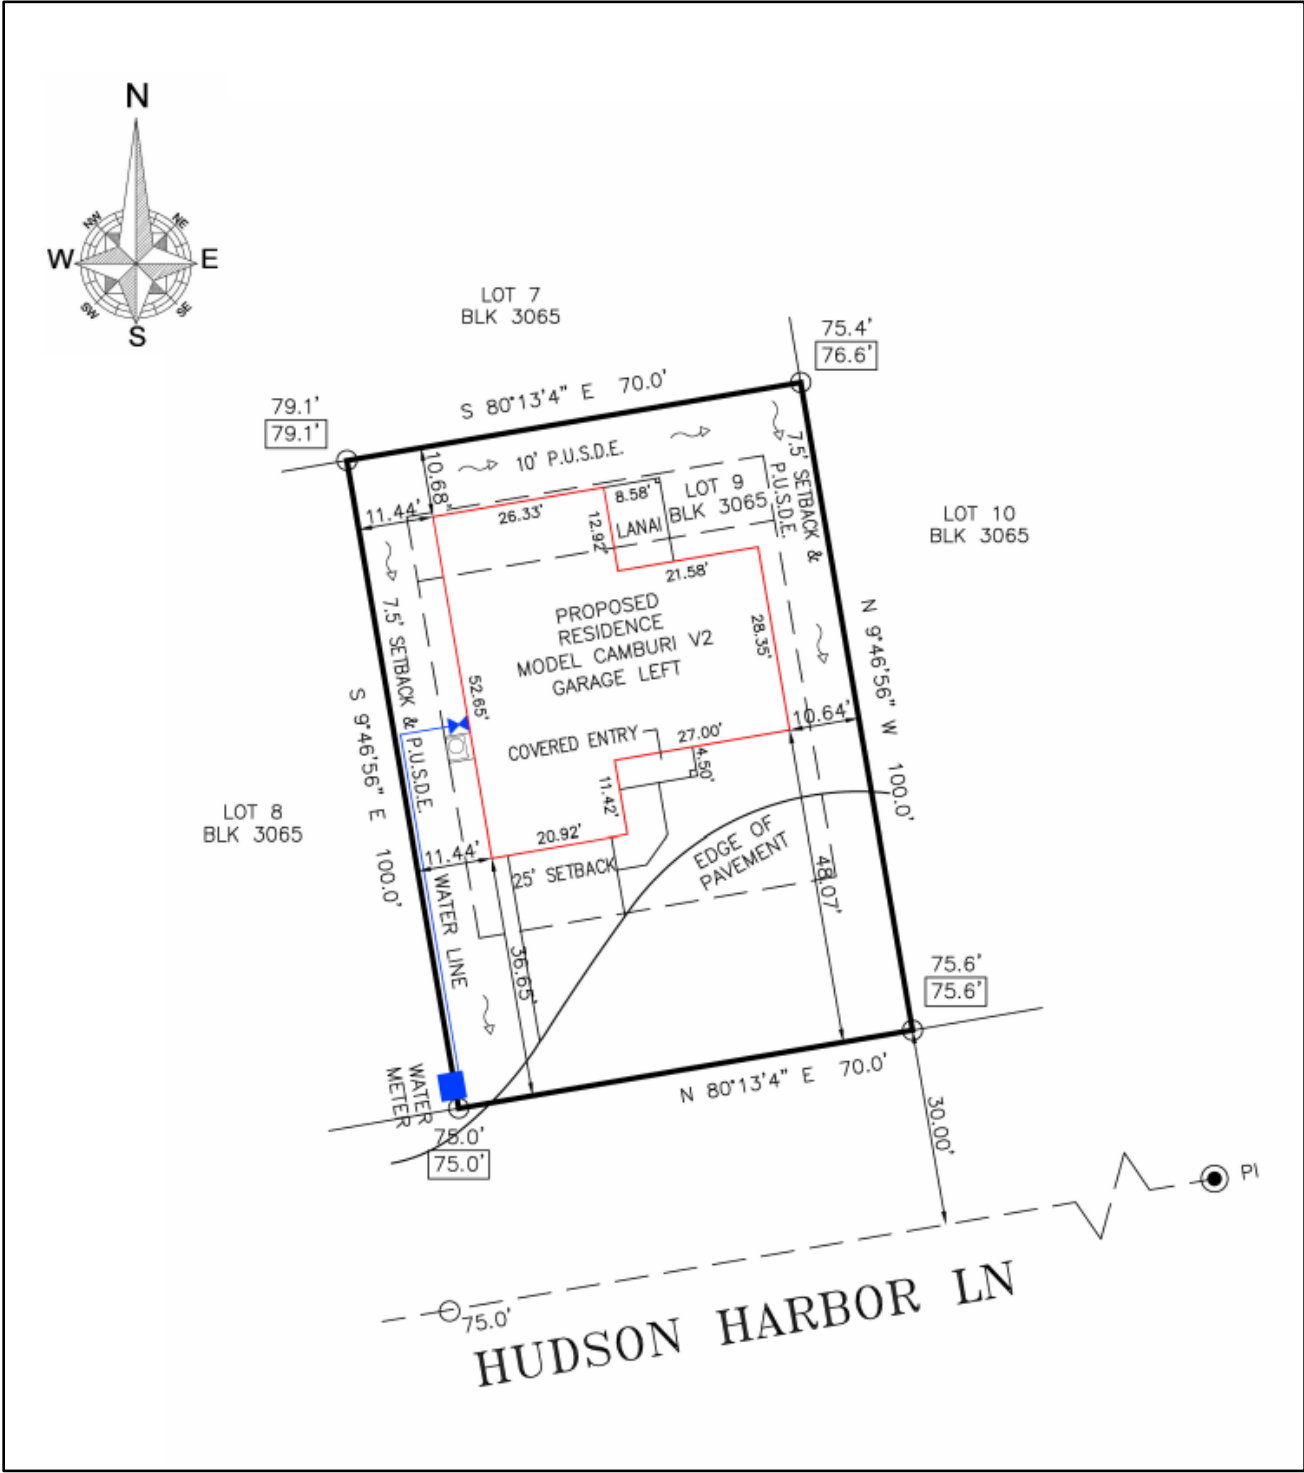 N
NW
NE
W
E
SW
SE
S
LOT 7
BLK 3065
75.4'
76.6'
S 80°13'4" E 70.0'
79.1'
79.1'
10' P.U.S.D.E.
7.5' SETBACK &
P.U.S.D.E.
10.68'
11.44'
26.33'
8.58'
LOT 9
BLK 3065
12.92'
LANAI
21.58'
LOT 10
BLK 3065
PROPOSED
RESIDENCE
MODEL CAMBURI V2
GARAGE LEFT
28.35'
N 9°46'56" W 100.0'
7.5' SETBACK & P.U.S.D.E.
S 9°46'56" E 100.0'
52.65'
10.64'
COVERED ENTRY
27.00'
4.50'
11.42'
LOT 8
BLK 3065
20.92'
11.44'
25' SETBACK
EDGE OF
PAVEMENT
48.07'
WATER LINE
36.65'
75.6'
75.6'
N 80°13'4" E 70.0'
WATER
METER
75.0'
75.0'
30.00'
PI
75.0'
HUDSON HARBOR LN